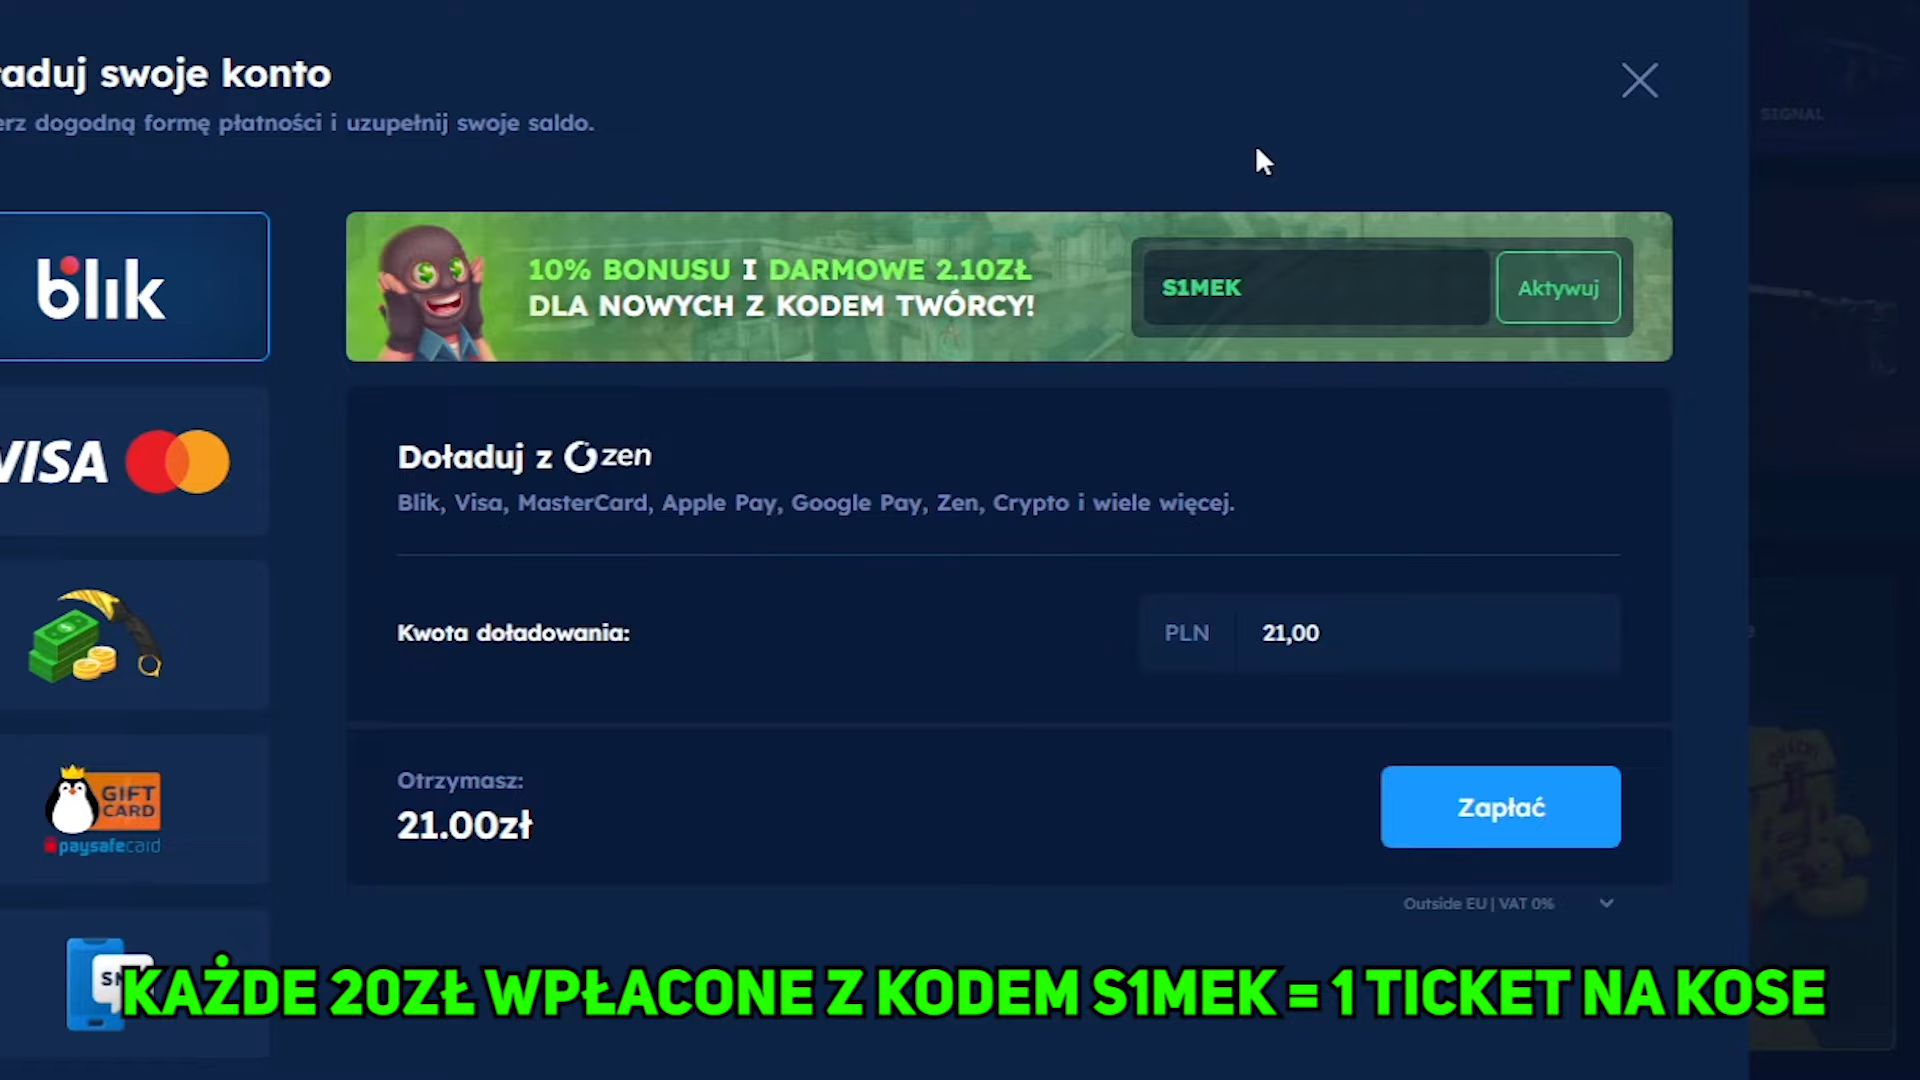 aduj swoje konto
erz dogodną formę płatności i uzupełnij swoje saldo.
SIGNAL
blik
10% BONUSU I DARMOWE 2.10ZŁ
DLA NOWYCH Z KODEM TWÓRCY!
S1MEK
Aktywuj
VISA
Doładuj z zen
Blik, Visa, MasterCard, Apple Pay, Google Pay, Zen, Crypto i wiele więcej.
Kwota doładowania:
PLN
21,00
GIFT
CARD
paysafecard
Otrzymasz:
21.00zł
Zapłać
Outside EU | VAT 0%
KAŻDE 20ZŁ WPŁACONE Z KODEM S1MEK = 1 TICKET NA KOSE